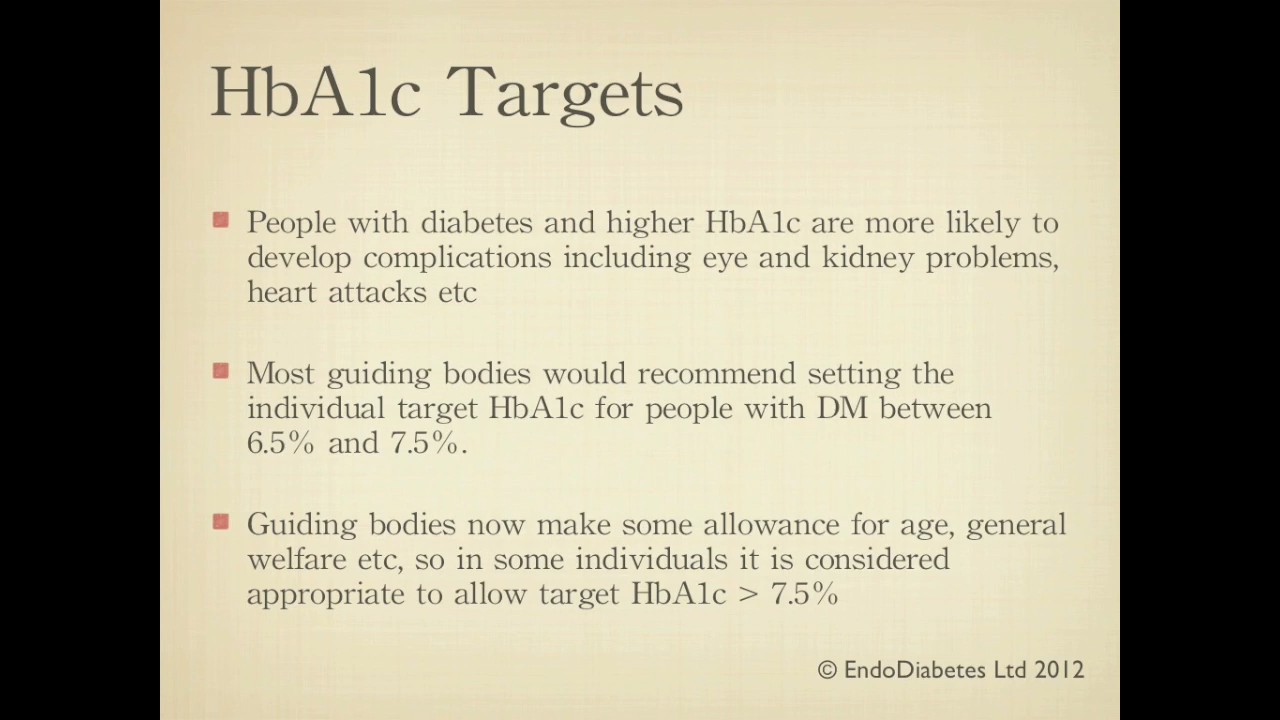 HbA1c Targets
People with diabetes and higher HbA1c are more likely to
develop complications including eye and kidney problems,
heart attacks etc
Most guiding bodies would recommend setting the
individual target HbA1c for people with DM between
6.5% and 7.5%.
Guiding bodies now make some allowance for age, general
welfare etc, so in some individuals it is considered
appropriate to allow target HbA1c > 7.5%
© EndoDiabetes Ltd 2012